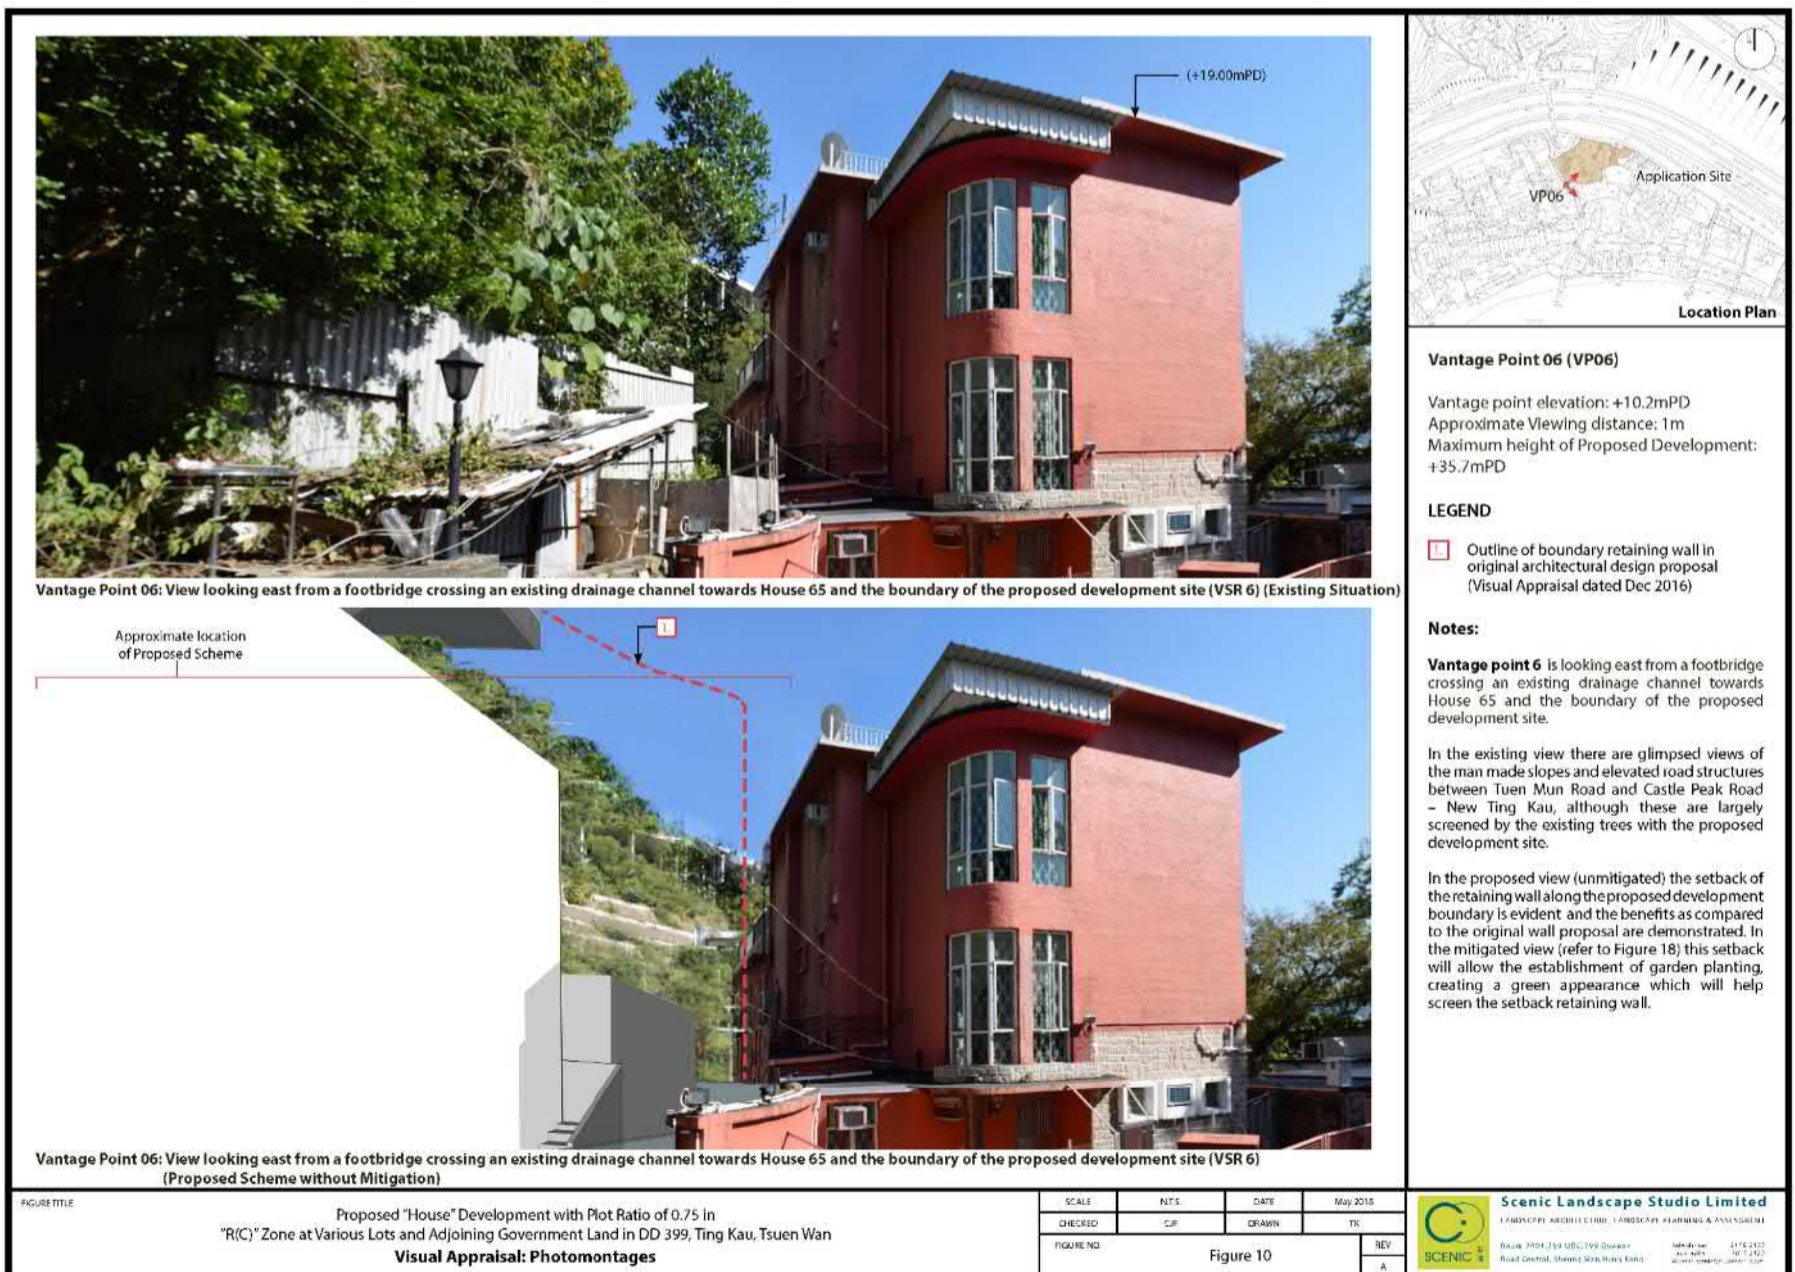 (+19.00mPD)
Vantage Point 06: View looking east from a footbridge crossing an existing drainage channel towards House 65 and the boundary of the proposed development site (VSR 6) (Existing Situation)
Approximate location
of Proposed Scheme
1.
Vantage Point 06: View looking east from a footbridge crossing an existing drainage channel towards House 65 and the boundary of the proposed development site (VSR 6)
(Proposed Scheme without Mitigation)
VP06
Application Site
Location Plan
Vantage Point 06 (VP06)
Vantage point elevation: +10.2mPD
Approximate Viewing distance: 1m
Maximum height of Proposed Development:
+35.7mPD
LEGEND
1.
Outline of boundary retaining wall in
original architectural design proposal
(Visual Appraisal dated Dec 2016)
Notes:
Vantage point 6 is looking east from a footbridge
crossing an existing drainage channel towards
House 65 and the boundary of the proposed
development site.
In the existing view there are glimpsed views of
the man made slopes and elevated road structures
between Tuen Mun Road and Castle Peak Road
– New Ting Kau, although these are largely
screened by the existing trees with the proposed
development site.
In the proposed view (unmitigated) the setback of
the retaining wall along the proposed development
boundary is evident and the benefits as compared
to the original wall proposal are demonstrated. In
the mitigated view (refer to Figure 18) this setback
will allow the establishment of garden planting,
creating a green appearance which will help
screen the setback retaining wall.
FIGURE TITLE
Proposed "House" Development with Plot Ratio of 0.75 in
"R(C)" Zone at Various Lots and Adjoining Government Land in DD 399, Ting Kau, Tsuen Wan
Visual Appraisal: Photomontages
SCALE N.T.S. DATE May 2018
CHECKED CJF DRAWN TK
FIGURE NO.
Figure 10
REV
A
SCENIC
Scenic Landscape Studio Limited
LANDSCAPE ARCHITECTURE, LANDSCAPE PLANNING & ASSESSMENT
Road Central, Sheung Wan, Hong Kong